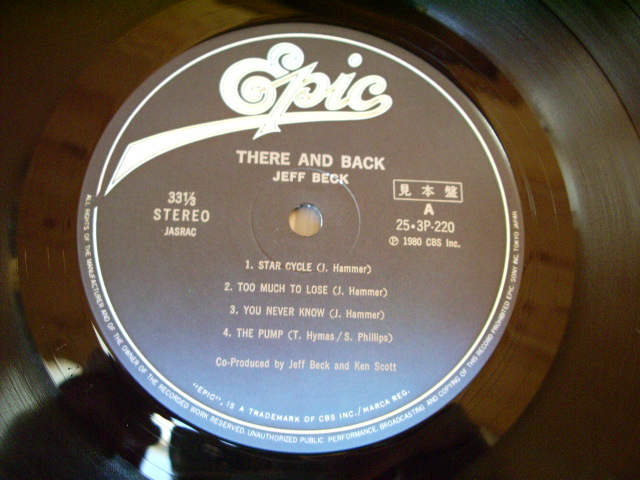 Epic
THERE AND BACK
JEFF BECK
33⅓
STEREO
JASRAC
見本盤
A
25・3P-220
Ⓟ 1980 CBS Inc.
1. STAR CYCLE (J. Hammer)
2. TOO MUCH TO LOSE (J. Hammer)
3. YOU NEVER KNOW (J. Hammer)
4. THE PUMP (T. Hymas/S. Phillips)
Co-Produced by Jeff Beck and Ken Scott
"EPIC", IS A TRADEMARK OF CBS INC./MARCA REG.
ALL RIGHTS OF THE MANUFACTURER AND OF THE OWNER OF THE RECORDED WORK RESERVED. UNAUTHORIZED PUBLIC PERFORMANCE, BROADCASTING AND COPYING OF THIS RECORD PROHIBITED EPIC, SONY INC. TOKYO JAPAN